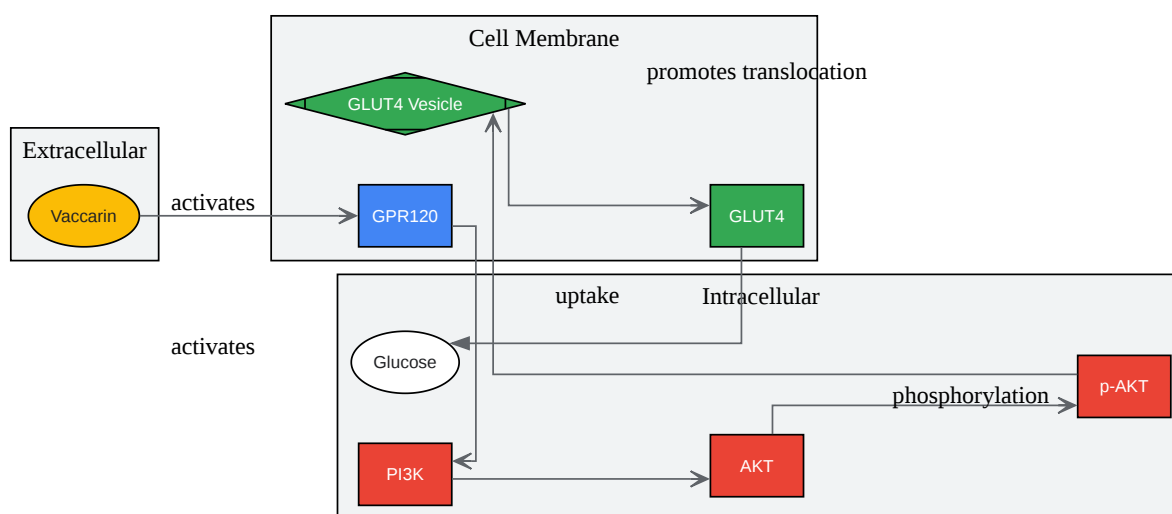 Cell Membrane
promotes translocation
GLUT4 Vesicle
Extracellular
activates
Vaccarin
GPR120
GLUT4
uptake
Intracellular
activates
Glucose
p-AKT
phosphorylation
PI3K
AKT